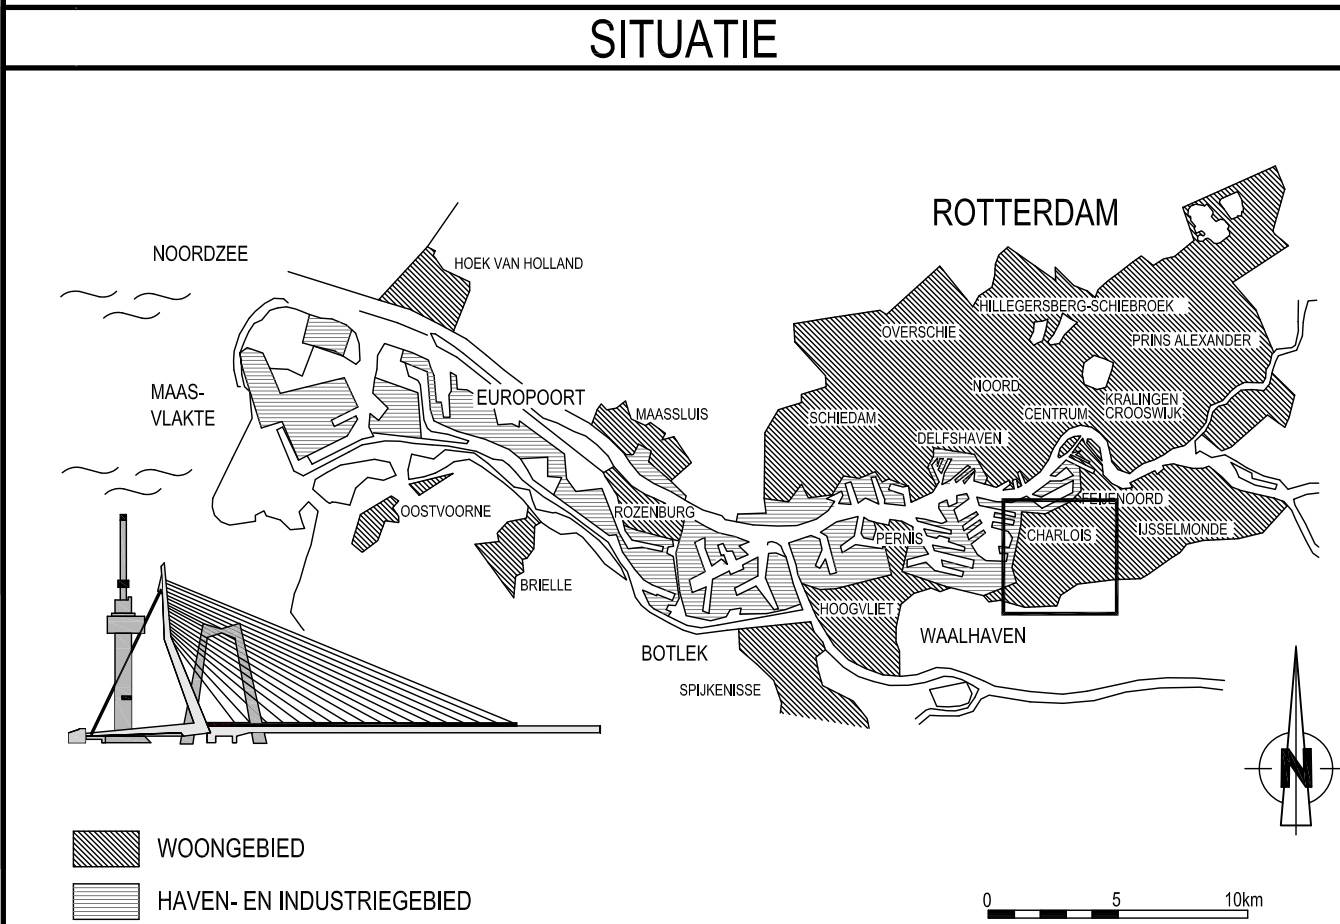 SITUATIE
ROTTERDAM
NOORDZEE
HOEK VAN HOLLAND
HILLEGERSBERG-SCHIEBROEK
OVERSCHIE
PRINS ALEXANDER
MAAS-
VLAKTE
EUROPOORT
NOORD
KRALINGEN
CROOSWIJK
MAASSLUIS
SCHIEDAM
CENTRUM
DELFSHAVEN
OOSTVOORNE
ROZENBURG
FEIJENOORD
IJSSELMONDE
PERNIS
CHARLOIS
BRIELLE
HOOGVLIET
WAALHAVEN
BOTLEK
SPIJKENISSE
N
WOONGEBIED
HAVEN- EN INDUSTRIEGEBIED
0 5 10km